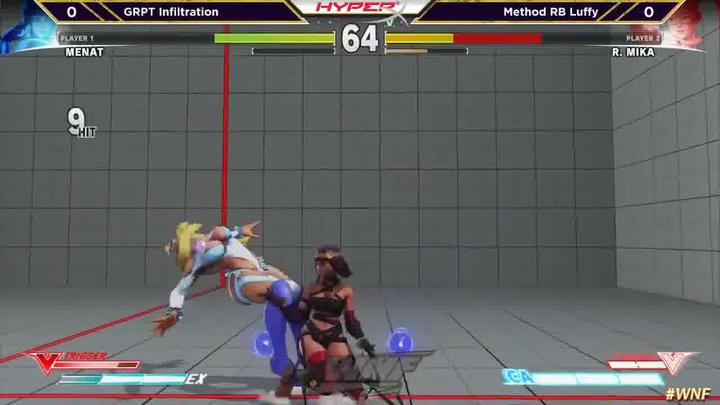 0 GRPT Infiltration HYPER Method RB Luffy 0
PLAYER 1 64 PLAYER 2
MENAT R. MIKA
9 HIT
TRIGGER
EX CA
#WNF